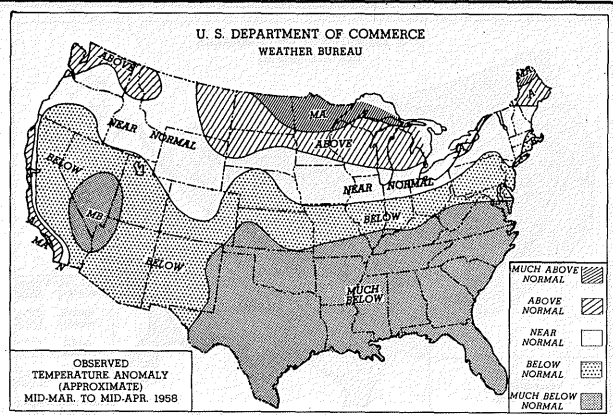 U. S. DEPARTMENT OF COMMERCE
WEATHER BUREAU
ABOVE
MA
A
MA
ABOVE
NEAR NORMAL
NEAR NORMAL
BELOW
MB
BELOW
BELOW
MUCH
BELOW
A
MA
N
MUCH ABOVE
NORMAL
ABOVE
NORMAL
NEAR
NORMAL
BELOW
NORMAL
MUCH BELOW
NORMAL
OBSERVED
TEMPERATURE ANOMALY
(APPROXIMATE)
MID-MAR. TO MID-APR. 1958